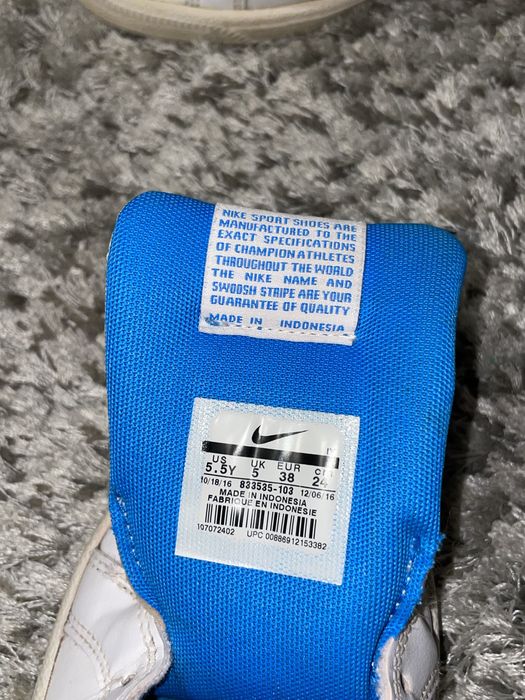 NIKE SPORT SHOES ARE
MANUFACTURED TO THE
EXACT SPECIFICATIONS
OF CHAMPION ATHLETES
THROUGHOUT THE WORLD
THE NIKE NAME AND
SWOOSH STRIPE ARE YOUR
GUARANTEE OF QUALITY
MADE IN INDONESIA
US UK EUR CM
5.5Y 5 38 24
10/18/16 833535-103 12/06/16
MADE IN INDONESIA
FABRIQUE EN INDONESIE
107072402 UPC 00886912153382